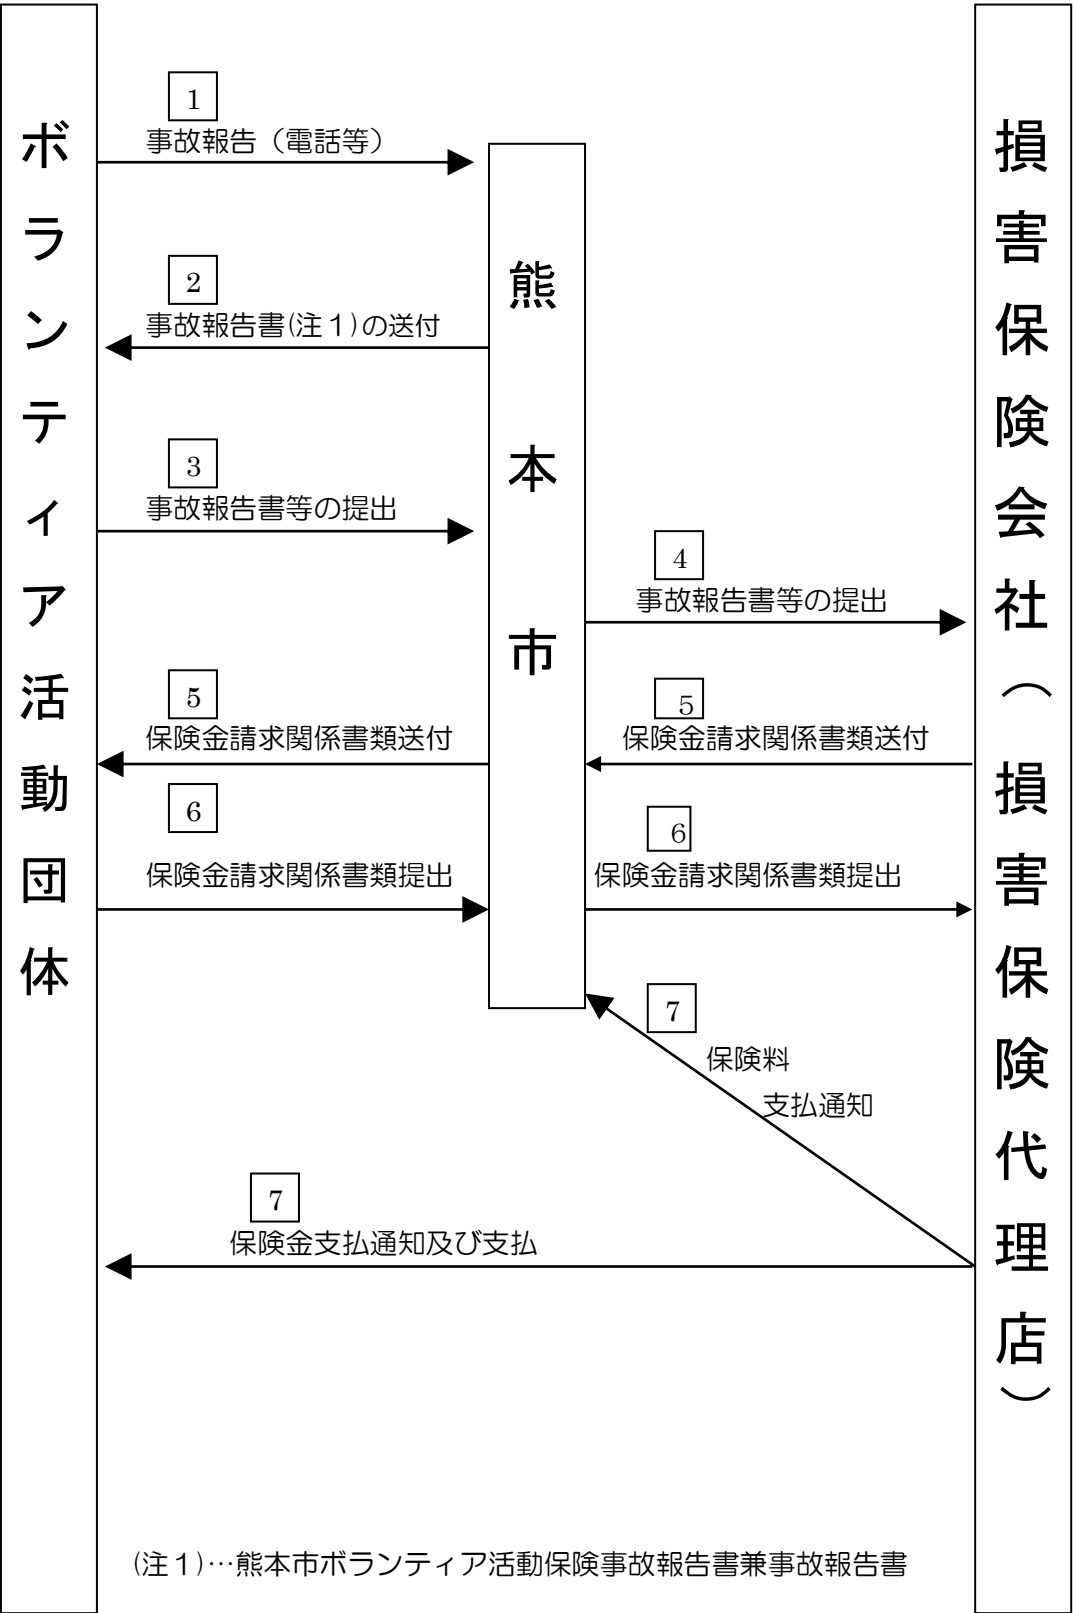 ボランティア活動団体
1
事故報告（電話等）
2
事故報告書(注１)の送付
3
事故報告書等の提出
5
保険金請求関係書類送付
6
保険金請求関係書類提出
熊本市
4
事故報告書等の提出
5
保険金請求関係書類送付
6
保険金請求関係書類提出
7
保険料
支払通知
7
保険金支払通知及び支払
損害保険会社（損害保険代理店）
(注１)…熊本市ボランティア活動保険事故報告書兼事故報告書